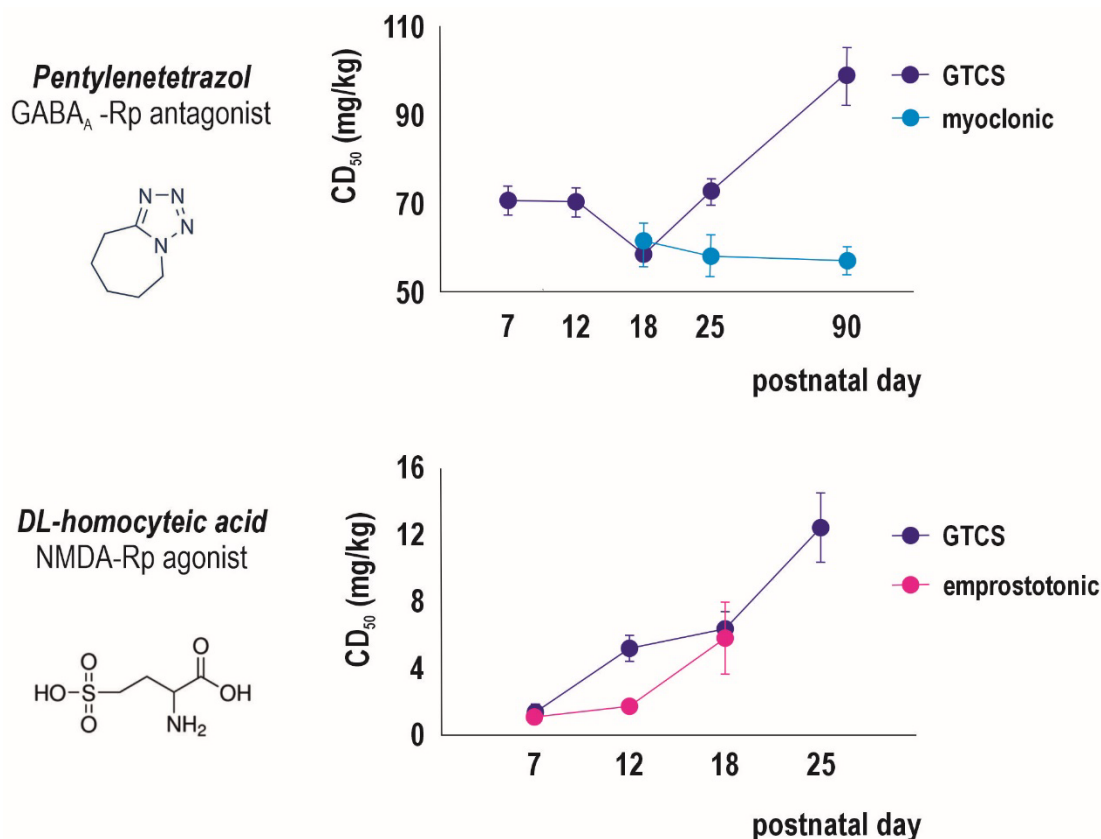 Pentylenetetrazol
GABA_A -Rp antagonist
N
N
N
N
CD50 (mg/kg)
110
90
70
50
7 12 18 25 90
postnatal day
GTCS
myoclonic
DL-homocyteic acid
NMDA-Rp agonist
O
O
HO S OH
O
NH2
CD50 (mg/kg)
16
12
8
4
0
7 12 18 25
postnatal day
GTCS
emprostotonic